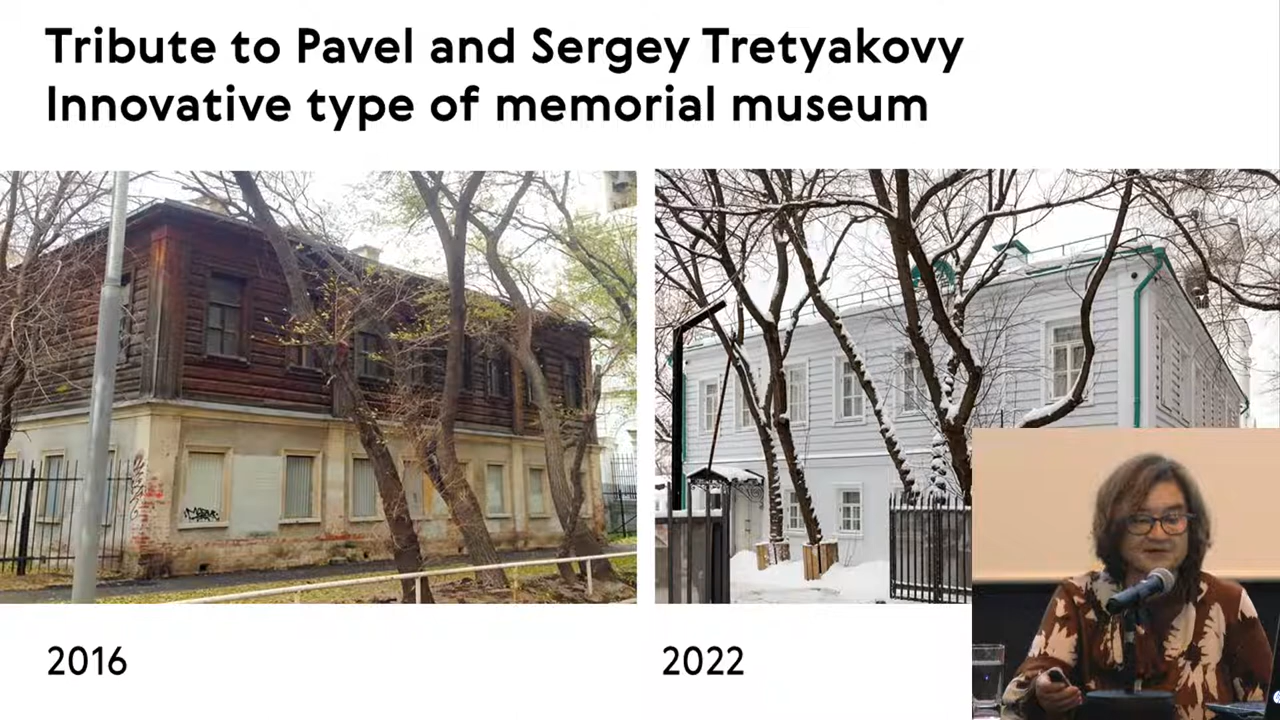 Tribute to Pavel and Sergey Tretyakovy
Innovative type of memorial museum
2016
2022